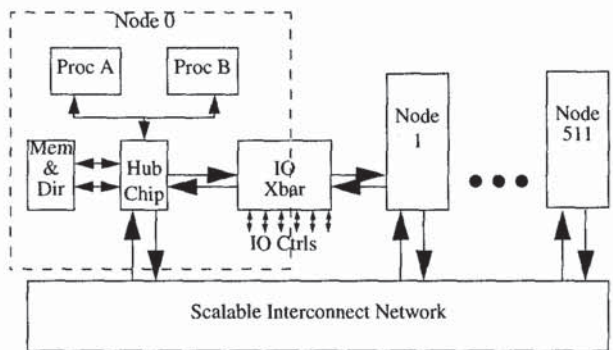 Node 0
Proc A
Proc B
Mem
&
Dir
Hub
Chip
IO
Xbar
IO Ctrls
Node
1
Node
511
Scalable Interconnect Network